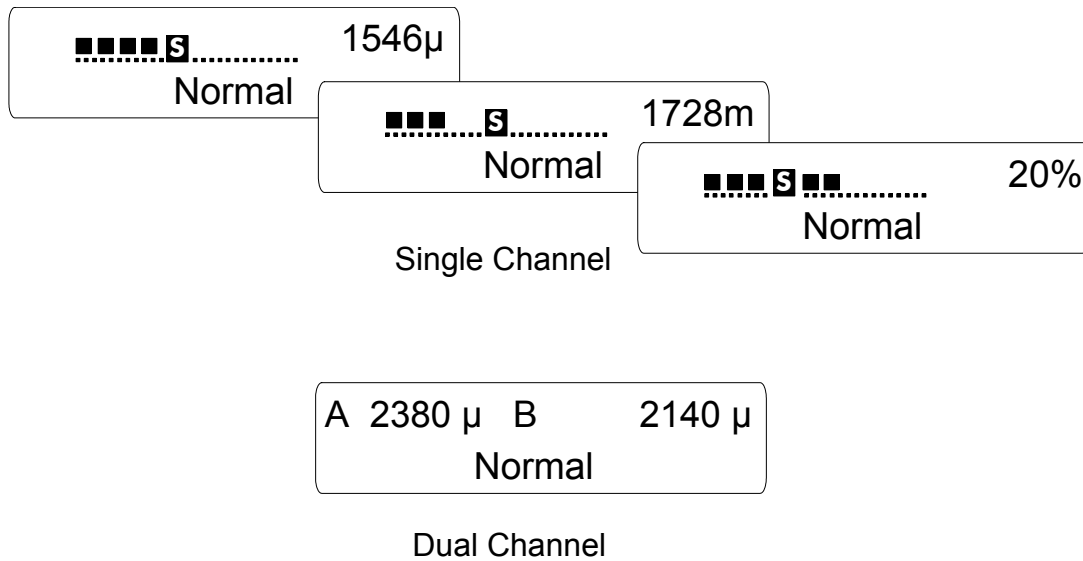 S 1546µ
Normal
S 1728m
Normal
S 20%
Normal
Single Channel
A 2380 µ B 2140 µ
Normal
Dual Channel